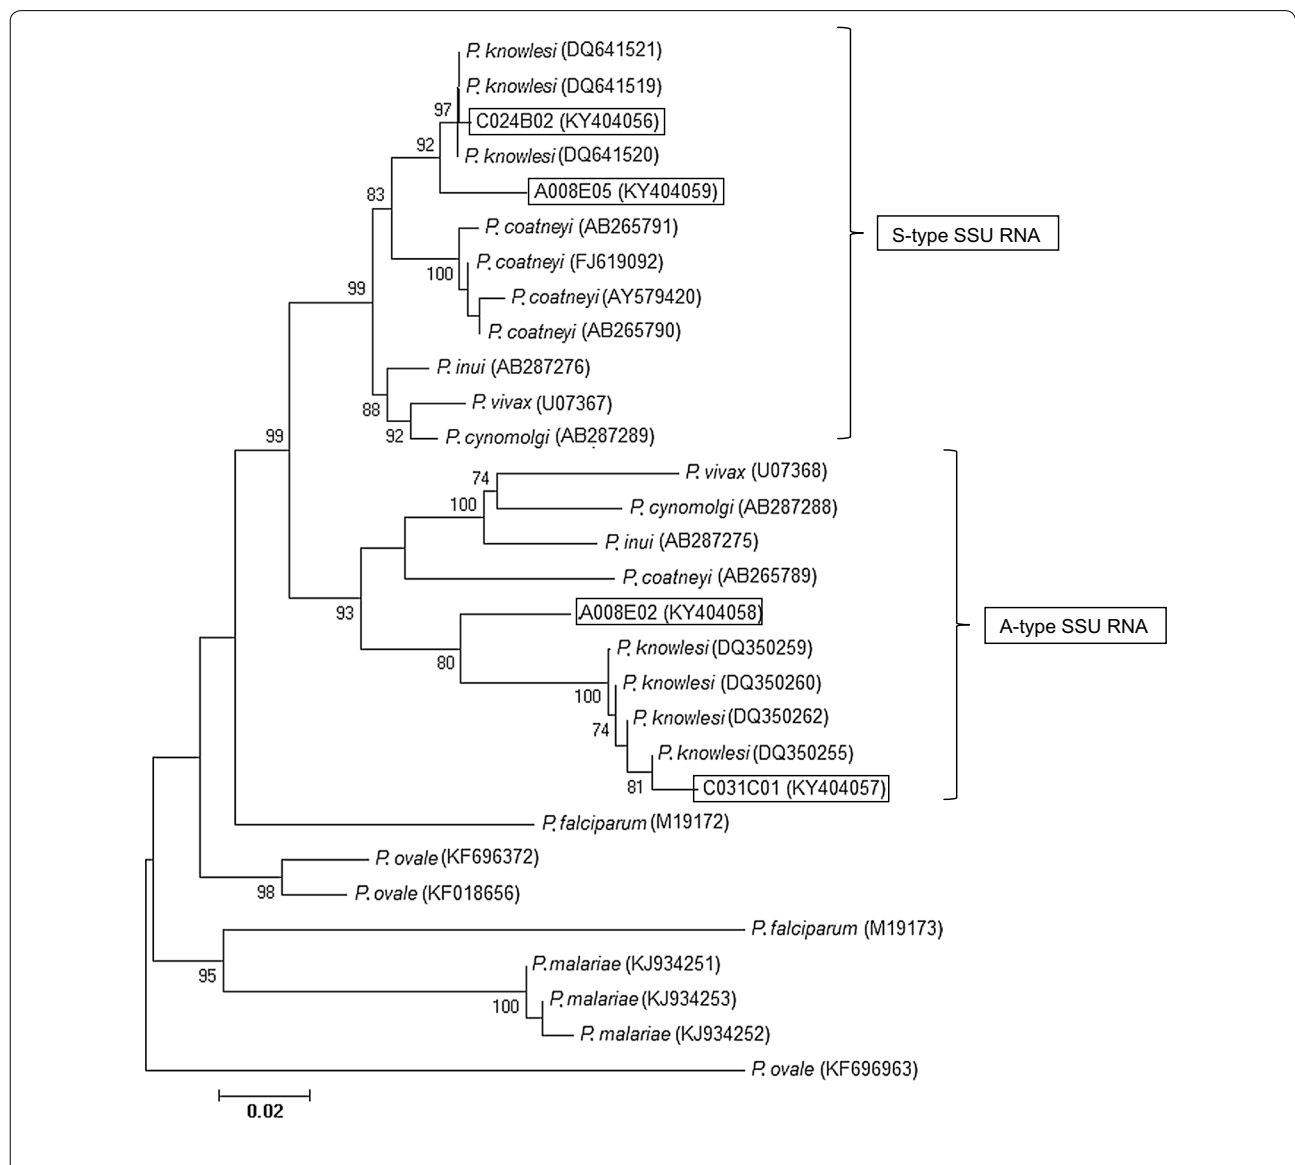 P. knowlesi (DQ641521)
P. knowlesi (DQ641519)
97
C024B02 (KY404056)
92
P. knowlesi (DQ641520)
83
A008E05 (KY404059)
P. coatneyi (AB265791)
S-type SSU RNA
100
P. coatneyi (FJ619092)
99
P. coatneyi (AY579420)
P. coatneyi (AB265790)
P. inui (AB287276)
88
P. vivax (U07367)
99
92
P. cynomolgi (AB287289)
74
P. vivax (U07368)
100
P. cynomolgi (AB287288)
P. inui (AB287275)
P. coatneyi (AB265789)
93
A008E02 (KY404058)
A-type SSU RNA
80
P. knowlesi (DQ350259)
100
P. knowlesi (DQ350260)
74
P. knowlesi (DQ350262)
P. knowlesi (DQ350255)
81
C031C01 (KY404057)
P. falciparum (M19172)
P. ovale (KF696372)
98
P. ovale (KF018656)
P. falciparum (M19173)
95
P. malariae (KJ934251)
100
P. malariae (KJ934253)
P. malariae (KJ934252)
P. ovale (KF696963)
0.02